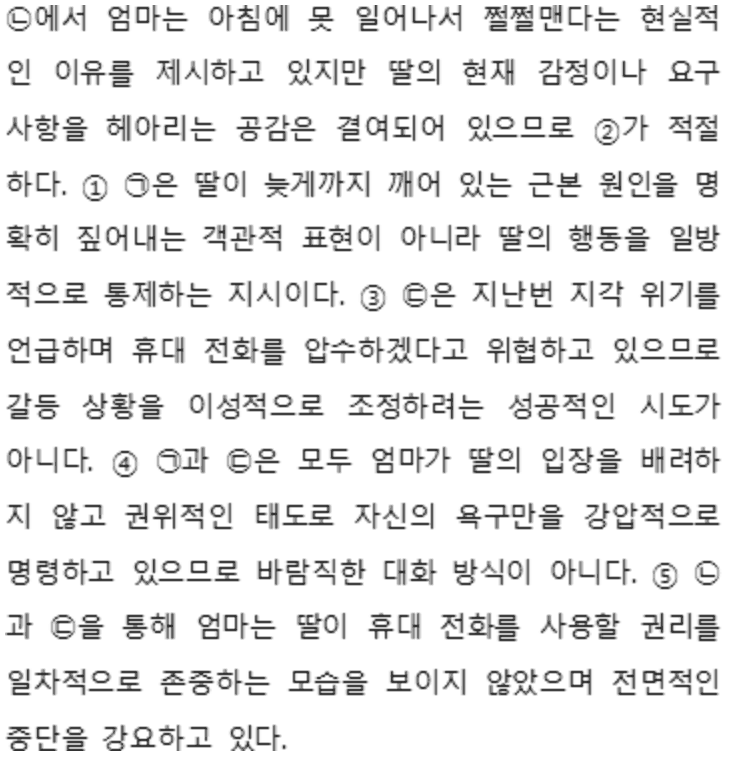 ㉡에서 엄마는 아침에 못 일어나서 쩔쩔맨다는 현실적
인 이유를 제시하고 있지만 딸의 현재 감정이나 요구
사항을 헤아리는 공감은 결여되어 있으므로 ②가 적절
하다. ① ㉠은 딸이 늦게까지 깨어 있는 근본 원인을 명
확히 짚어내는 객관적 표현이 아니라 딸의 행동을 일방
적으로 통제하는 지시이다. ③ ㉢은 지난번 지각 위기를
언급하며 휴대 전화를 압수하겠다고 위협하고 있으므로
갈등 상황을 이성적으로 조정하려는 성공적인 시도가
아니다. ④ ㉠과 ㉢은 모두 엄마가 딸의 입장을 배려하
지 않고 권위적인 태도로 자신의 욕구만을 강압적으로
명령하고 있으므로 바람직한 대화 방식이 아니다. ⑤ ㉡
과 ㉢을 통해 엄마는 딸이 휴대 전화를 사용할 권리를
일차적으로 존중하는 모습을 보이지 않았으며 전면적인
중단을 강요하고 있다.